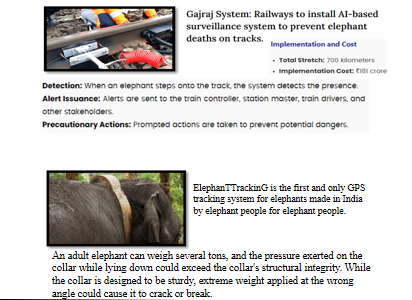 Gajraj System: Railways to install AI-based
surveillance system to prevent elephant
deaths on tracks.
Implementation and Cost
• Total Stretch: 700 kilometers
• Implementation Cost: ₹181 crore
Detection: When an elephant steps onto the track, the system detects the presence.
Alert Issuance: Alerts are sent to the train controller, station master, train drivers, and
other stakeholders.
Precautionary Actions: Prompted actions are taken to prevent potential dangers.
ElephanTTrackinG is the first and only GPS
tracking system for elephants made in India
by elephant people for elephant people.
An adult elephant can weigh several tons, and the pressure exerted on the
collar while lying down could exceed the collar's structural integrity. While
the collar is designed to be sturdy, extreme weight applied at the wrong
angle could cause it to crack or break.